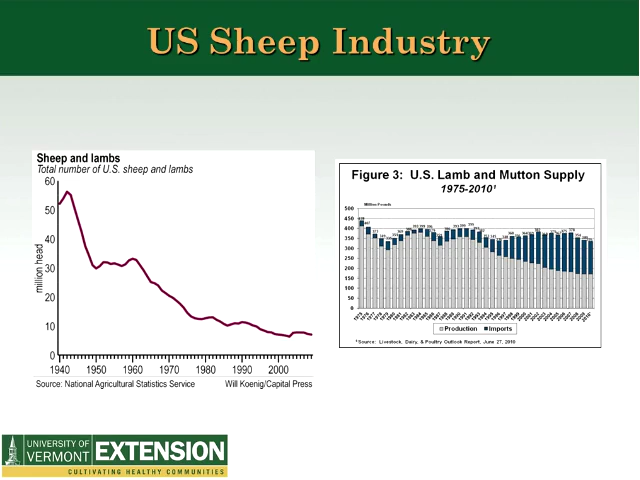 US Sheep Industry
Sheep and lambs
Total number of U.S. sheep and lambs
60
50
40
30
20
10
0
million head
1940 1950 1960 1970 1980 1990 2000
Source: National Agricultural Statistics Service Will Koenig/Capital Press
Figure 3: U.S. Lamb and Mutton Supply
1975-2010¹
Million Pounds
500
450
400
350
300
250
200
150
100
50
0
Production Imports
¹Source: Livestock, Dairy, & Poultry Outlook Report, June 27, 2010
UNIVERSITY OF
VERMONT EXTENSION
CULTIVATING HEALTHY COMMUNITIES